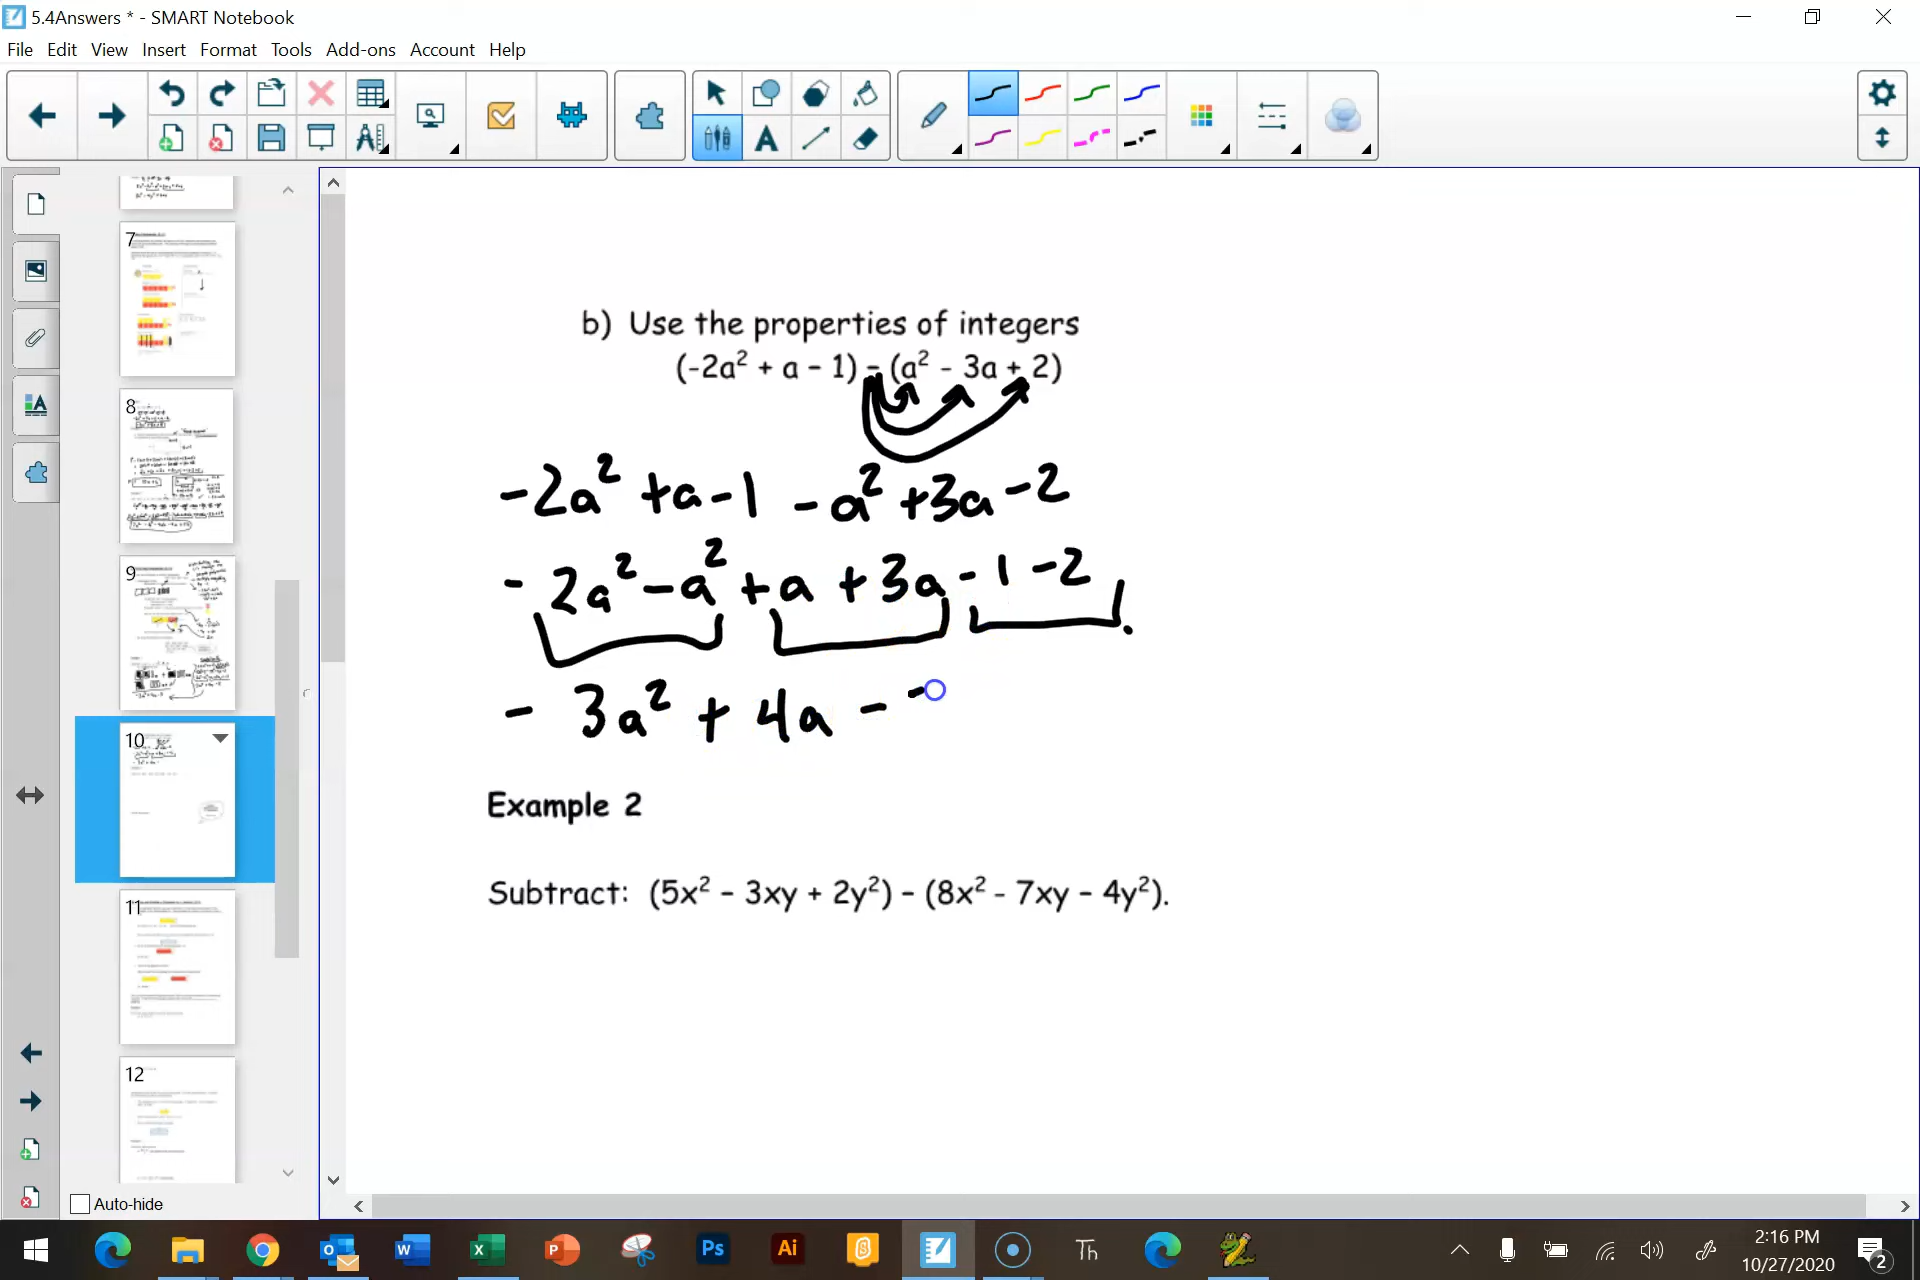 5.4Answers * - SMART Notebook
File Edit View Insert Format Tools Add-ons Account Help
7
8
9
10
11
12
b) Use the properties of integers
(-2a² + a - 1) - (a² - 3a + 2)
-2a² +a -1 -a² +3a -2
-2a² -a² +a +3a -1 -2
- 3a² + 4a -
Example 2
Subtract: (5x² - 3xy + 2y²) - (8x² - 7xy - 4y²).
Auto-hide
2:16 PM
10/27/2020
2